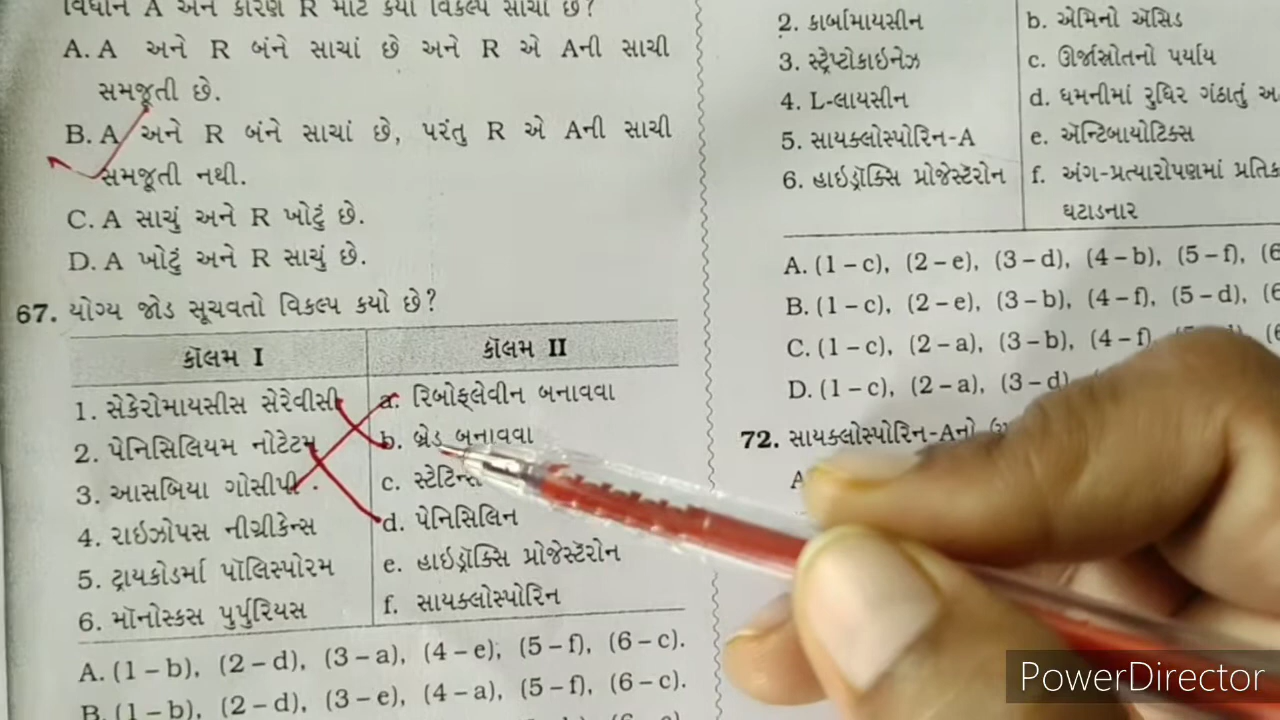 વિધાન A અને કારણ R માટે કયો વિકલ્પ સાચો છે?
A. A અને R બંને સાચાં છે અને R એ Aની સાચી
સમજૂતી છે.
B. A અને R બંને સાચાં છે, પરંતુ R એ Aની સાચી
સમજૂતી નથી.
C. A સાચું અને R ખોટું છે.
D. A ખોટું અને R સાચું છે.
67. યોગ્ય જોડ સૂચવતો વિકલ્પ કયો છે?
કૉલમ I કૉલમ II
1. સેકેરોમાયસીસ સેરેવીસી a. રિબોફ્લેવીન બનાવવા
2. પેનિસિલિયમ નોટેટમ b. બ્રેડ બનાવવા
3. આસબિયા ગોસીપી c. સ્ટેટિન્સ
4. રાઇઝોપસ નીગ્રીકેન્સ d. પેનિસિલિન
5. ટ્રાયકોડર્મા પૉલિસ્પોરમ e. હાઇડ્રૉક્સિ પ્રોજેસ્ટૅરોન
6. મૉનોસ્કસ પુર્પુરિયસ f. સાયક્લોસ્પોરિન
A. (1 – b), (2 – d), (3 – a), (4 – e); (5 – f), (6 – c).
B. (1 – b), (2 – d), (3 – e), (4 – a), (5 – f), (6 – c).
2. કાર્બામાયસીન b. એમિનો ઍસિડ
3. સ્ટ્રેપ્ટોકાઇનેઝ c. ઊર્જાસ્રોતનો પર્યાય
4. L-લાયસીન d. ધમનીમાં રુધિર ગંઠાતું
5. સાયક્લોસ્પોરિન-A e. ઍન્ટિબાયોટિક્સ
6. હાઇડ્રૉક્સિ પ્રોજેસ્ટૅરોન f. અંગ-પ્રત્યારોપણમાં
ઘટાડનાર
A. (1 – c), (2 – e), (3 – d), (4 – b), (5 – f), (6
B. (1 – c), (2 – e), (3 – b), (4 – f), (5 – d), (6
C. (1 – c), (2 – a), (3 – b), (4 – f)
D. (1 – c), (2 – a), (3 – d)
72. સાયક્લોસ્પોરિન-Aનો
A
PowerDirector